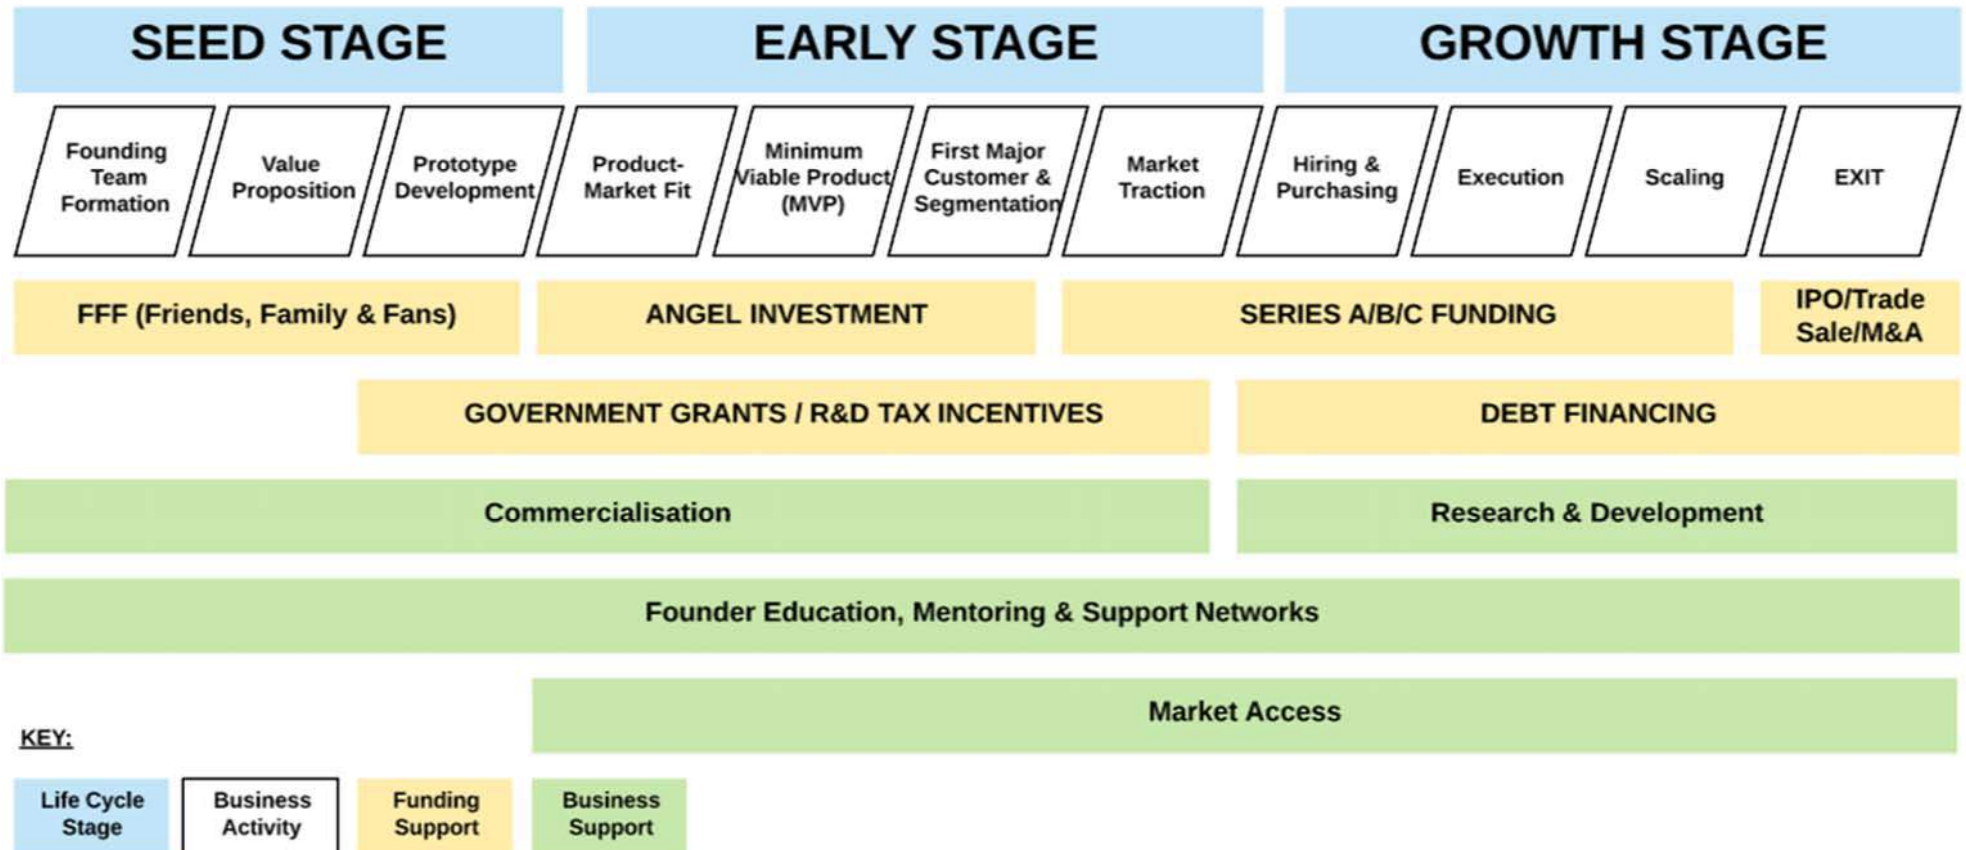 SEED STAGE
EARLY STAGE
GROWTH STAGE
Founding
Team
Formation
Value
Proposition
Prototype
Development
Product-
Market Fit
Minimum
Viable Product
(MVP)
First Major
Customer &
Segmentation
Market
Traction
Hiring &
Purchasing
Execution
Scaling
EXIT
FFF (Friends, Family & Fans)
ANGEL INVESTMENT
SERIES A/B/C FUNDING
IPO/Trade
Sale/M&A
GOVERNMENT GRANTS / R&D TAX INCENTIVES
DEBT FINANCING
Commercialisation
Research & Development
Founder Education, Mentoring & Support Networks
Market Access
KEY:
Life Cycle
Stage
Business
Activity
Funding
Support
Business
Support